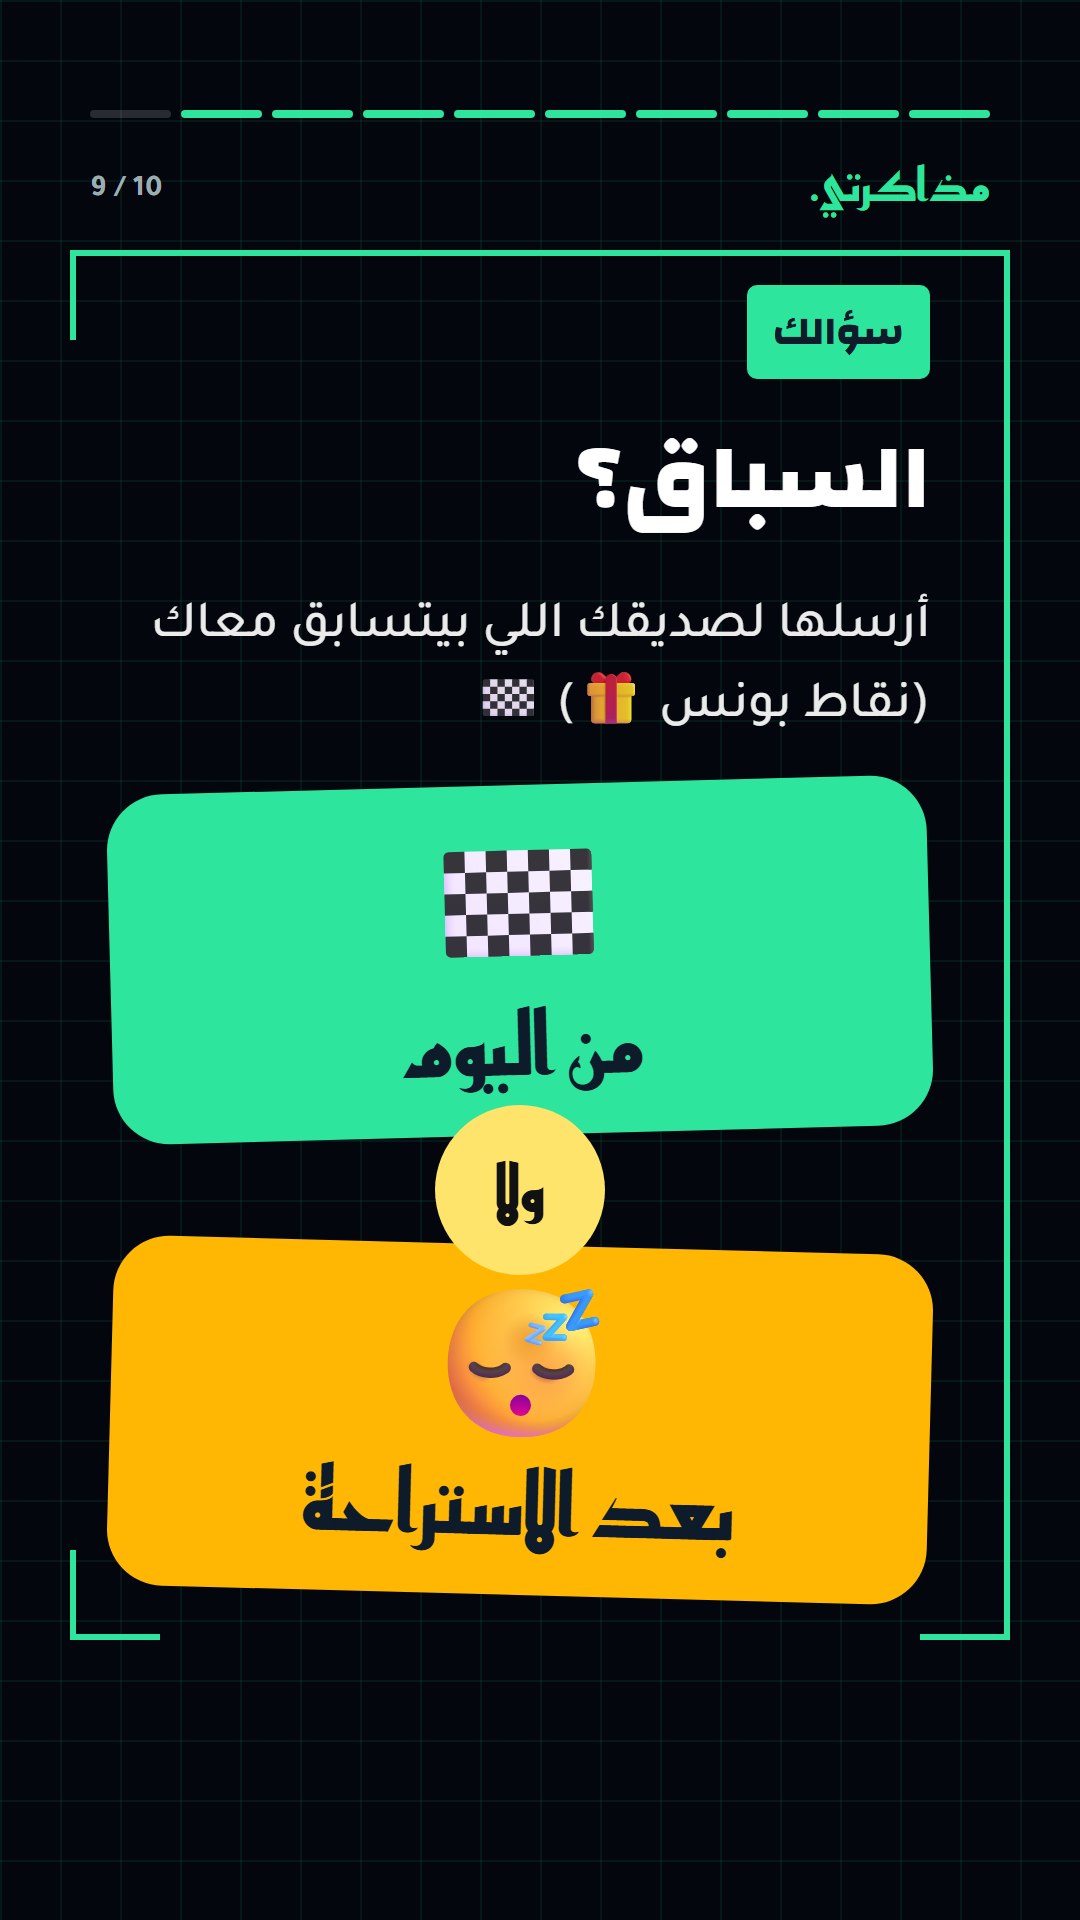 مذاكرتي.
9 / 10
سؤالك
السباق؟
أرسلها لصديقك اللي بيتسابق معاك
(نقاط بونس 🎁) 🏁
من اليوم
ولا
بعد الاستراحة